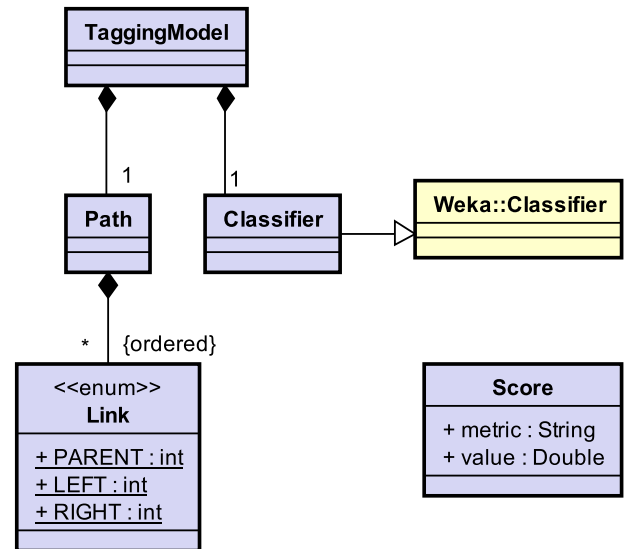 TaggingModel
1
1
Path
Classifier
Weka::Classifier
*
{ordered}
<<enum>>
Link
+ PARENT : int
+ LEFT : int
+ RIGHT : int
Score
+ metric : String
+ value : Double